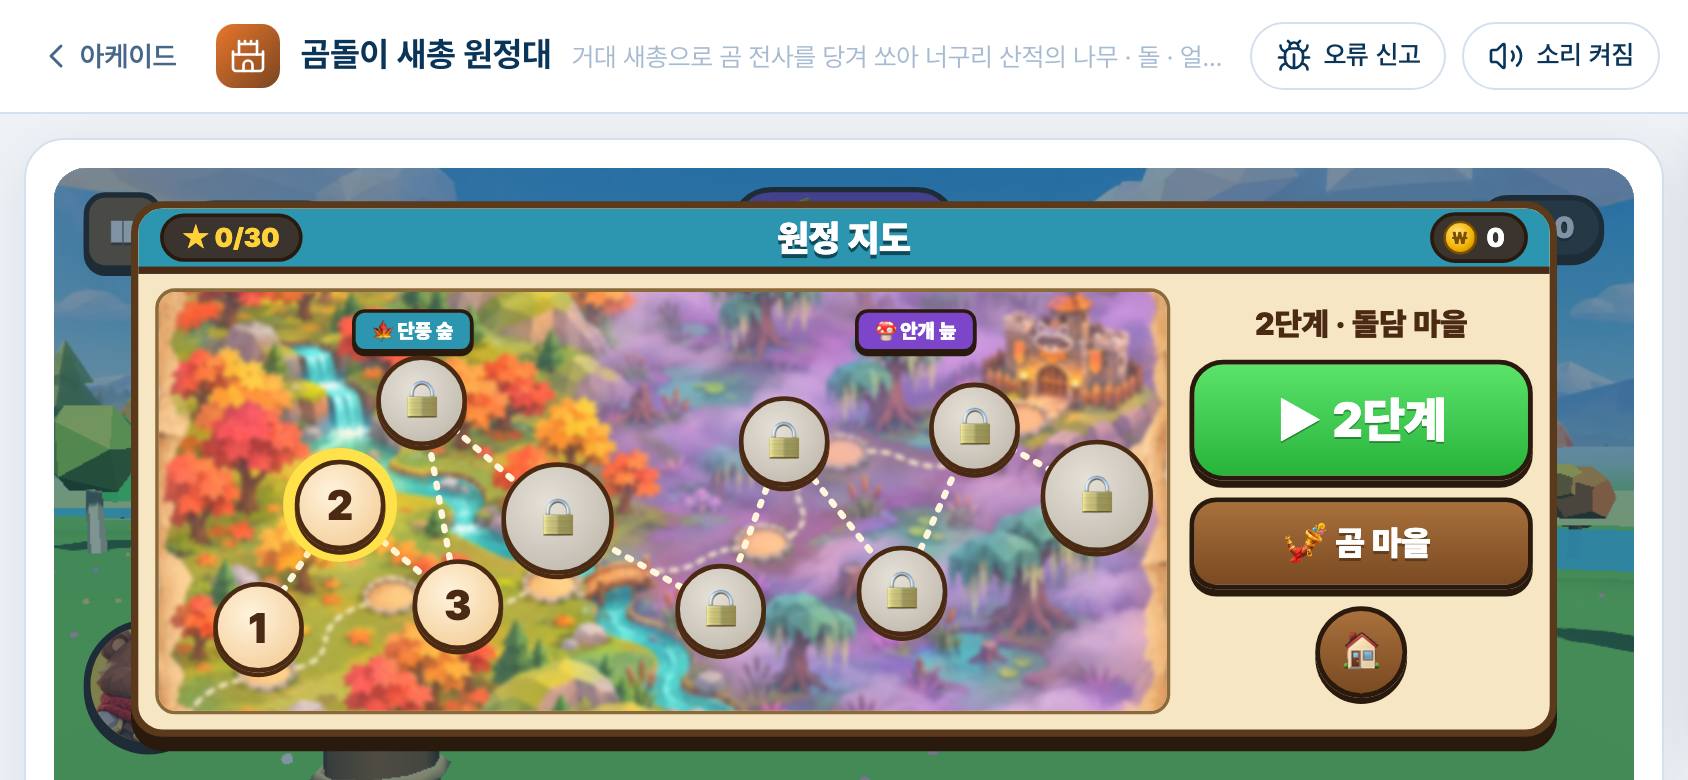 아케이드
곰돌이 새총 원정대
거대 새총으로 곰 전사를 당겨 쏘아 너구리 산적의 나무 · 돌 · 얼...
오류 신고
소리 켜짐
★ 0/30
원정 지도
₩ 0
0
단풍 숲
안개 늪
2단계 · 돌담 마을
▶ 2단계
곰 마을
2
1
3